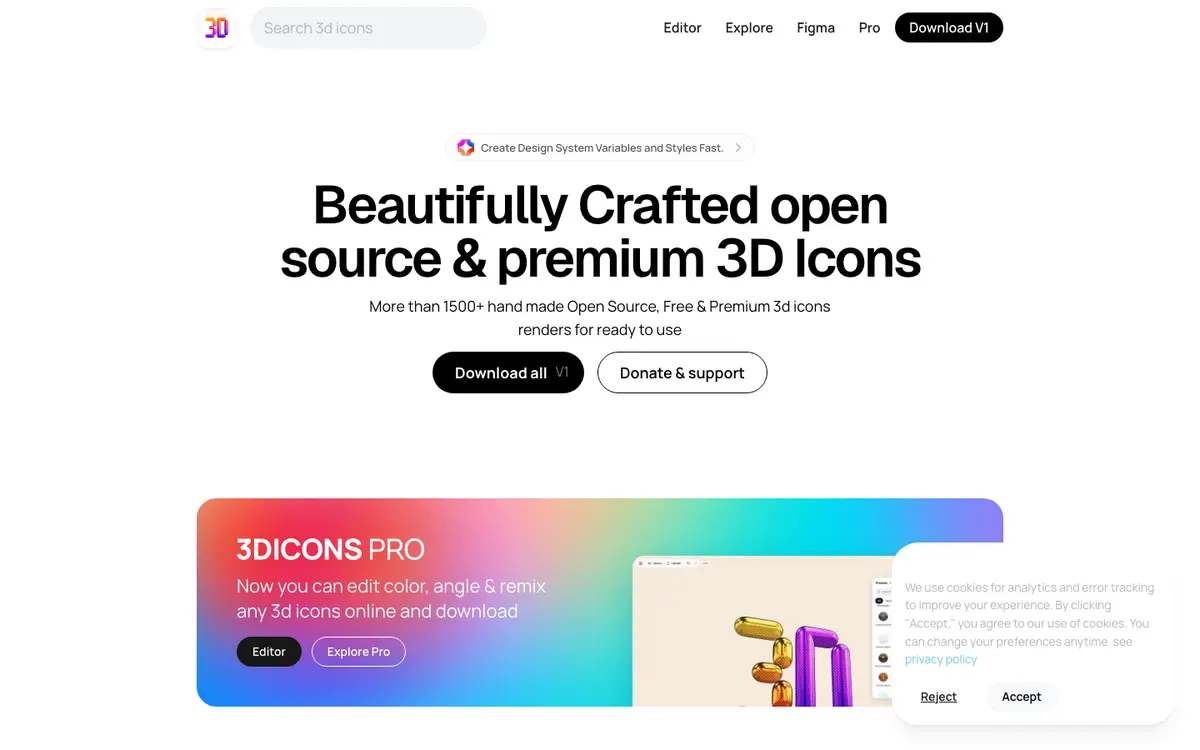 3D
Search 3d icons
Editor
Explore
Figma
Pro
Download V1
Create Design System Variables and Styles Fast.
Beautifully Crafted open
source & premium 3D Icons
More than 1500+ hand made Open Source, Free & Premium 3d icons
renders for ready to use
Download all V1
Donate & support
3DICONS PRO
Now you can edit color, angle & remix
any 3d icons online and download
Editor
Explore Pro
We use cookies for analytics and error tracking
to improve your experience. By clicking
"Accept," you agree to our use of cookies. You
can change your preferences anytime. see
privacy policy
Reject
Accept